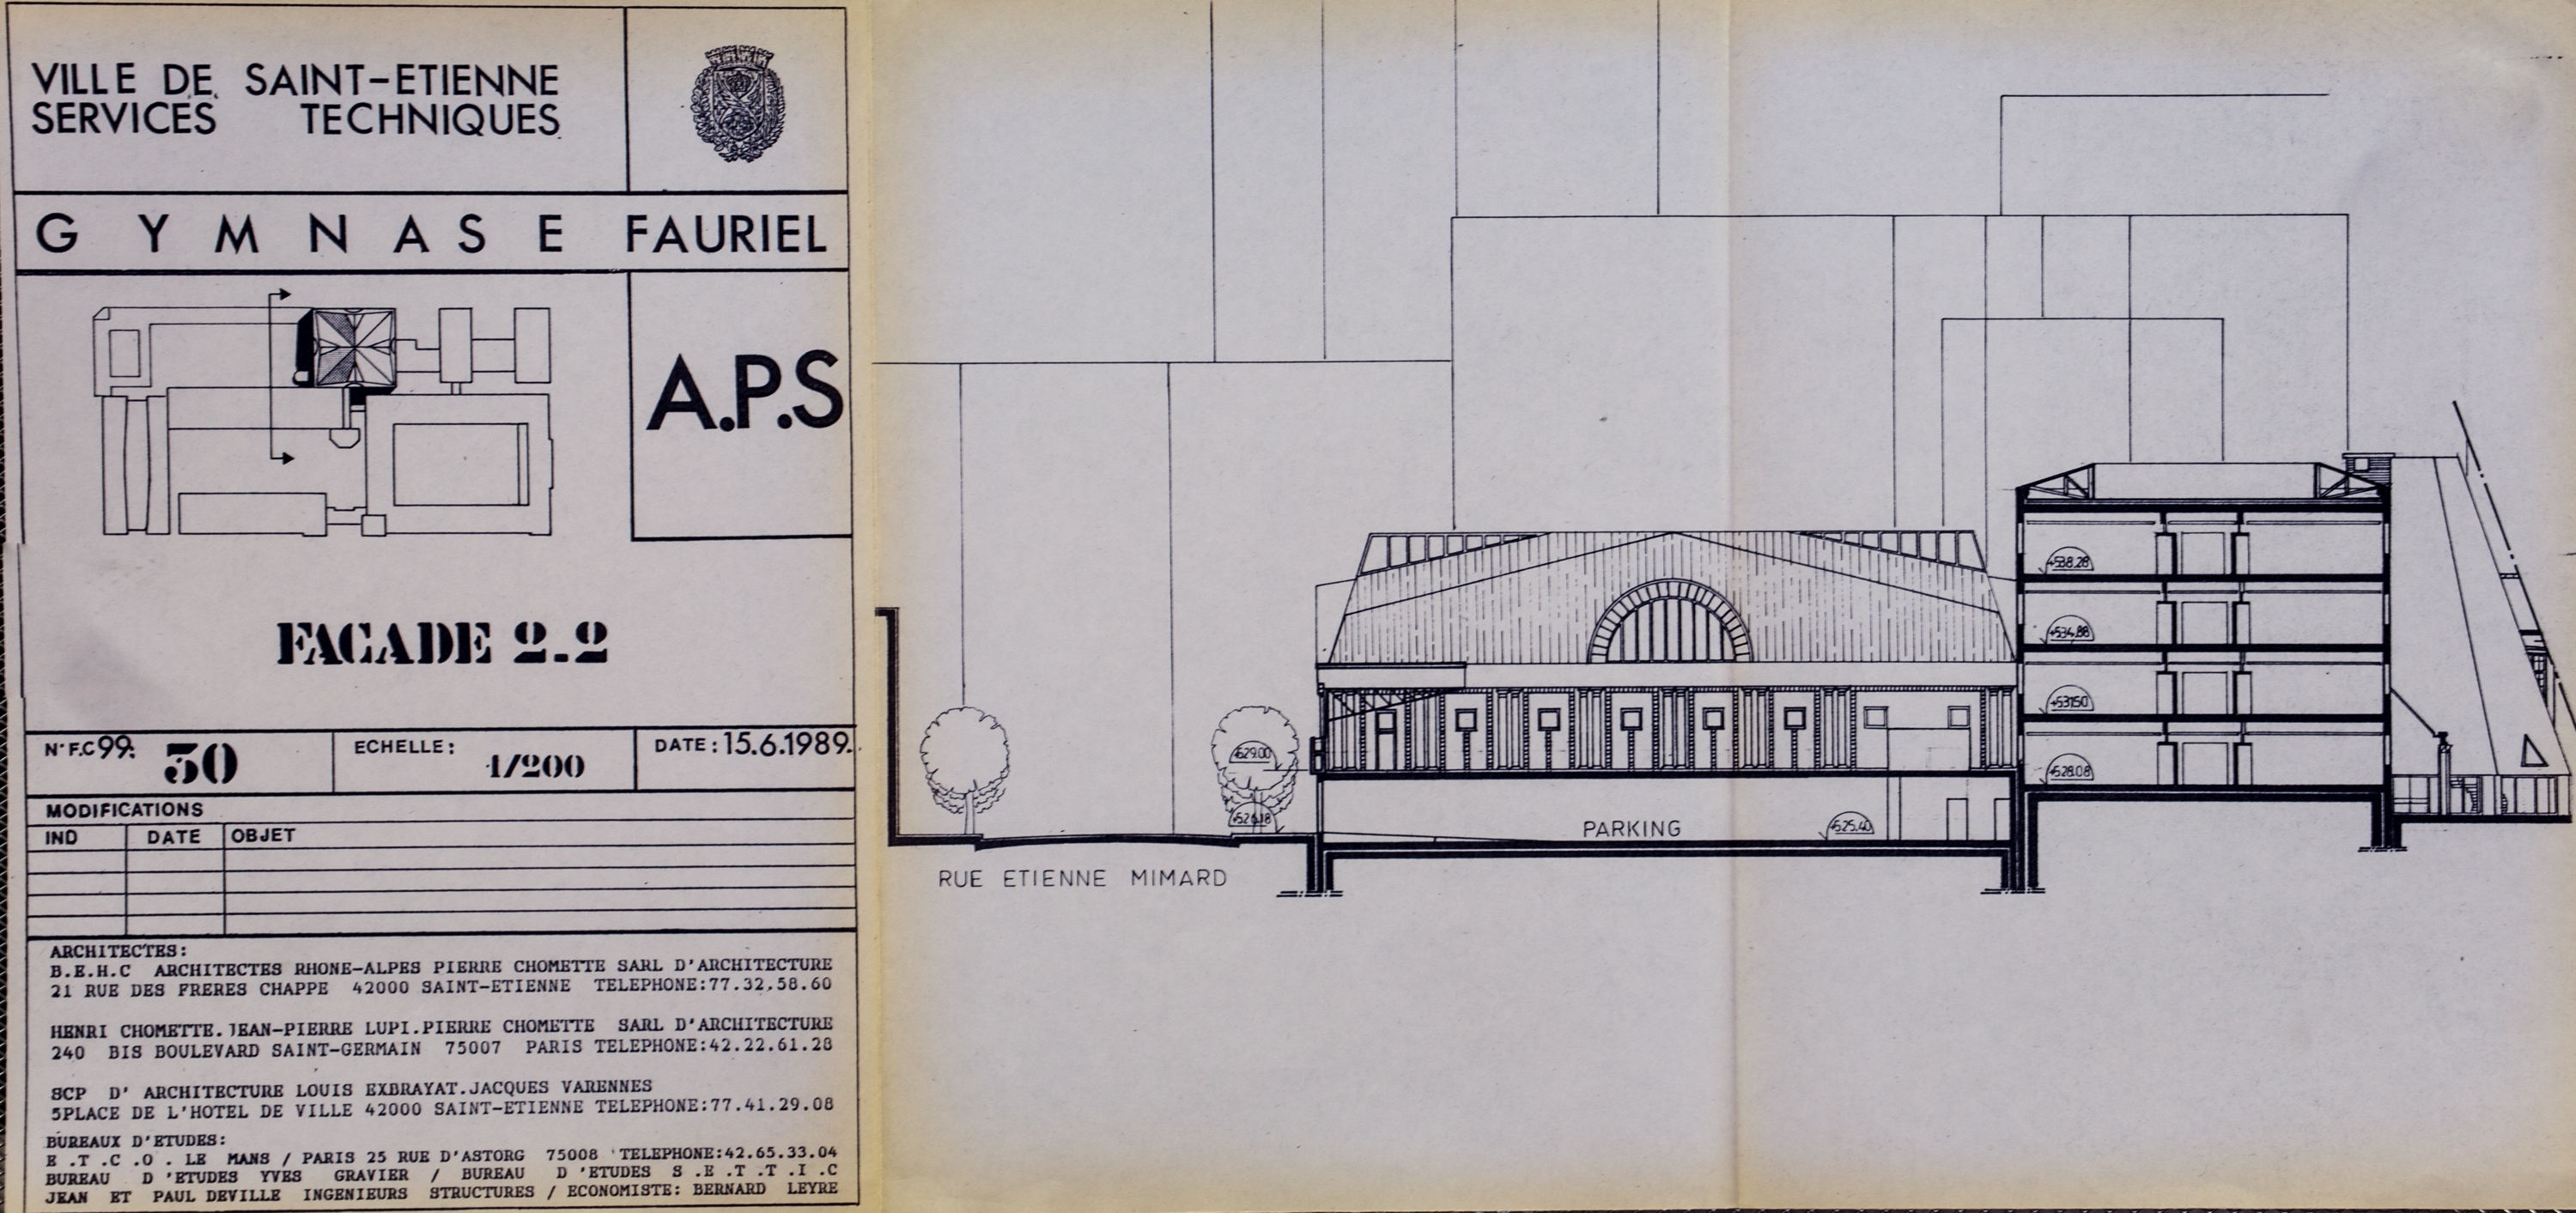 VILLE DE SAINT-ETIENNE
SERVICES TECHNIQUES
GYMNASE FAURIEL
A.P.S
FACADE 2.2
N° F.C 99. 50
ECHELLE: 1/200
DATE: 15.6.1989.
MODIFICATIONS
IND DATE OBJET
ARCHITECTES:
B.E.H.C ARCHITECTES RHONE-ALPES PIERRE CHOMETTE SARL D'ARCHITECTURE
21 RUE DES FRERES CHAPPE 42000 SAINT-ETIENNE TELEPHONE:77.32.58.60
HENRI CHOMETTE.JEAN-PIERRE LUPI.PIERRE CHOMETTE SARL D'ARCHITECTURE
240 BIS BOULEVARD SAINT-GERMAIN 75007 PARIS TELEPHONE:42.22.61.28
SCP D' ARCHITECTURE LOUIS EXBRAYAT.JACQUES VARENNES
5PLACE DE L'HOTEL DE VILLE 42000 SAINT-ETIENNE TELEPHONE:77.41.29.08
BUREAUX D'ETUDES:
E .T .C .O . LE MANS / PARIS 25 RUE D'ASTORG 75008 TELEPHONE:42.65.33.04
BUREAU D'ETUDES YVES GRAVIER / BUREAU D'ETUDES S .E .T .T .I .C
JEAN ET PAUL DEVILLE INGENIEURS STRUCTURES / ECONOMISTE: BERNARD LEYRE
+538.28
+534.88
+531.50
+528.08
+529.00
+526.18
+525.40
PARKING
RUE ETIENNE MIMARD